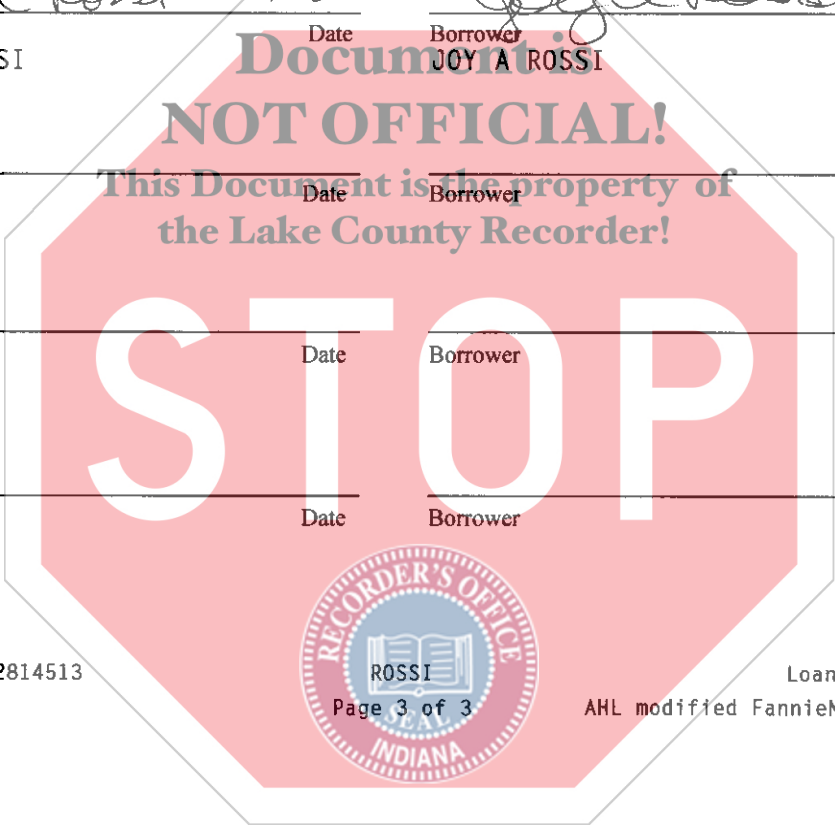 Date Borrower
SI JOY A ROSSI
Document is
NOT OFFICIAL!
This Document is the property of
the Lake County Recorder!
Date Borrower
STOP
Date Borrower
Date Borrower
RECORDER'S OFFICE
SEAL
INDIANA
2814513 ROSSI Loan
Page 3 of 3 AHL modified FannieM